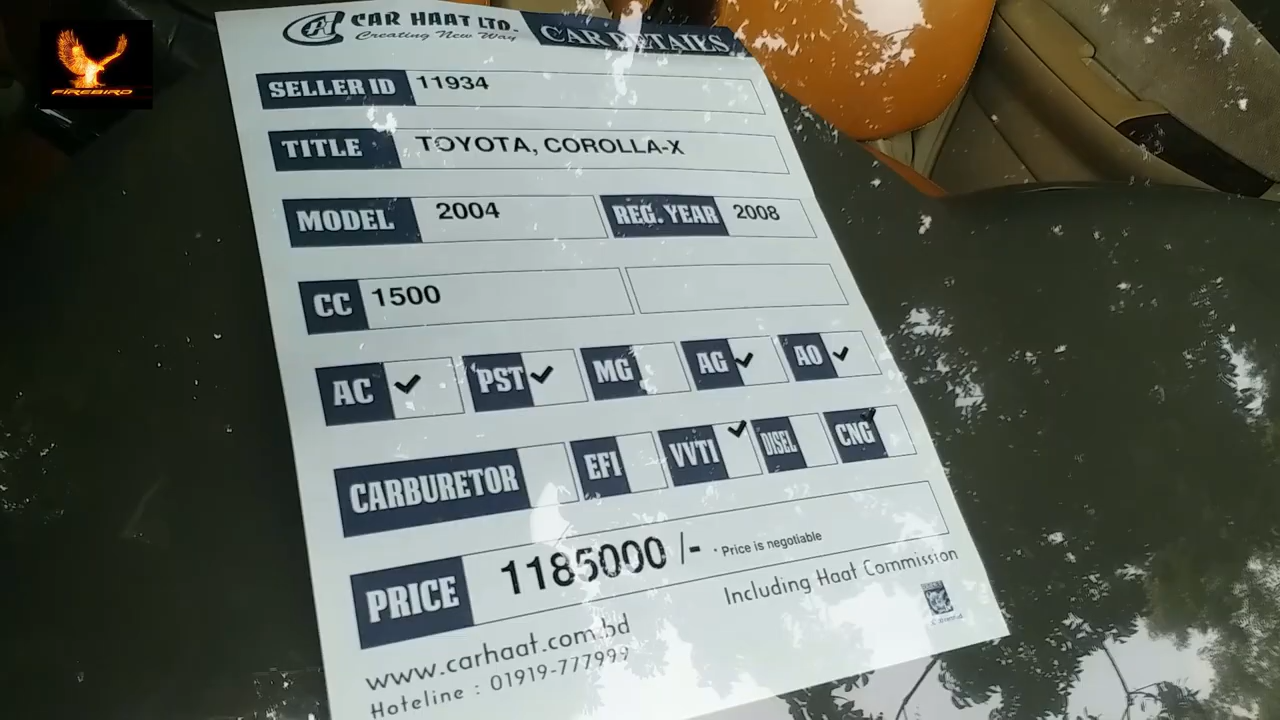 FIREBIRD
CAR HAAT LTD.
Creating New Way
CAR DETAILS
SELLER ID 11934
TITLE TOYOTA, COROLLA-X
MODEL 2004 REG. YEAR 2008
CC 1500
AC ✓ PST ✓ MG AG ✓ AO ✓
CARBURETOR EFI VVTI ✓ DISEL CNG ✓
PRICE 1185000 /- • Price is negotiable
Including Haat Commission
www.carhaat.com.bd
Hoteline : 01919-777999